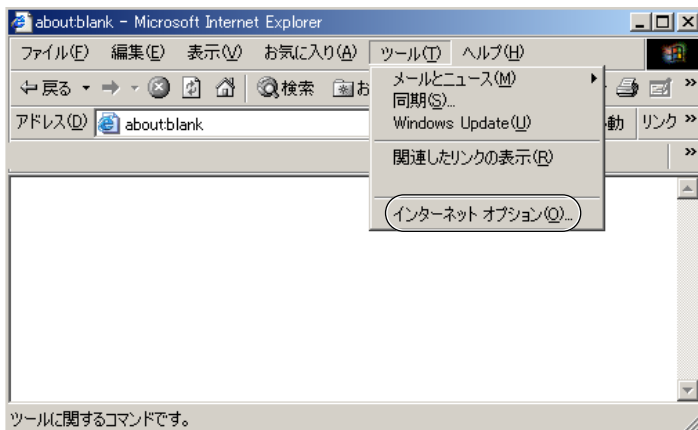 about:blank - Microsoft Internet Explorer
ファイル(F) 編集(E) 表示(V) お気に入り(A) ツール(T) ヘルプ(H)
戻る 検索 お
メールとニュース(M)
同期(S)...
Windows Update(U)
関連したリンクの表示(R)
インターネット オプション(O)...
アドレス(D) about:blank 動 リンク
ツールに関するコマンドです。